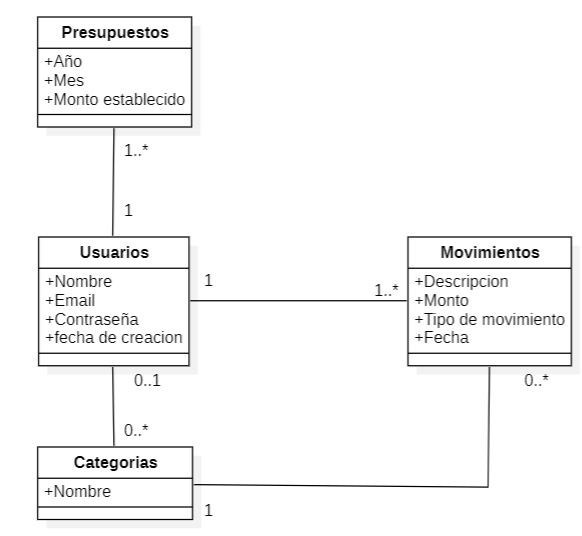 Presupuestos
+Año
+Mes
+Monto establecido
1..*
1
Usuarios
+Nombre
+Email
+Contraseña
+fecha de creacion
1
1..*
Movimientos
+Descripcion
+Monto
+Tipo de movimiento
+Fecha
0..1
0..*
0..*
Categorias
+Nombre
1